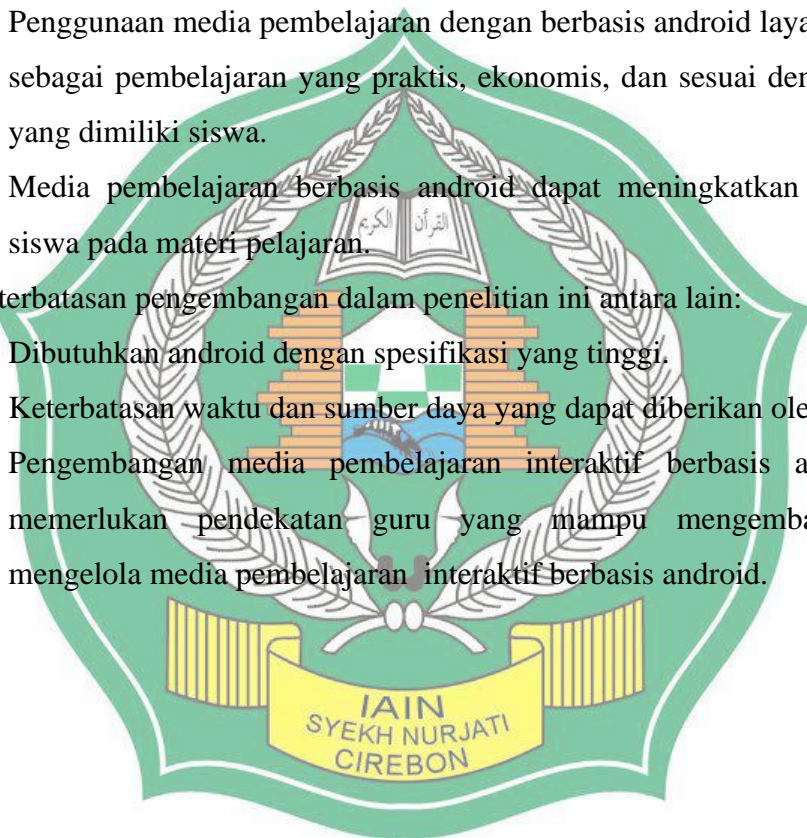 Penggunaan media pembelajaran dengan berbasis android laya
sebagai pembelajaran yang praktis, ekonomis, dan sesuai den
yang dimiliki siswa.
Media pembelajaran berbasis android dapat meningkatkan
siswa pada materi pelajaran.
terbatasan pengembangan dalam penelitian ini antara lain:
Dibutuhkan android dengan spesifikasi yang tinggi.
Keterbatasan waktu dan sumber daya yang dapat diberikan ole
Pengembangan media pembelajaran interaktif berbasis a
memerlukan pendekatan guru yang mampu mengemba
mengelola media pembelajaran interaktif berbasis android.
القرآن الكريم
IAIN
SYEKH NURJATI
CIREBON